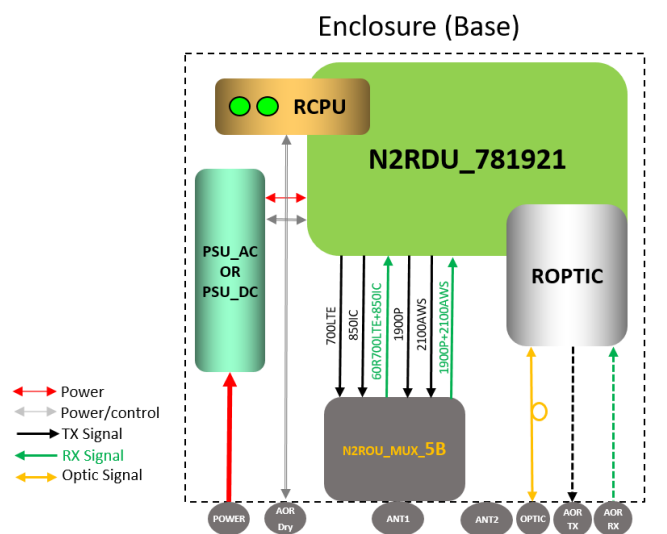 Enclosure (Base)
RCPU
N2RDU_781921
PSU_AC
OR
PSU_DC
ROPTIC
700LTE
850IC
60R700LTE+850IC
1900P
2100AWS
1900P+2100AWS
Power
Power/control
TX Signal
RX Signal
Optic Signal
N2ROU_MUX_5B
POWER
AOR
Dry
ANT1
ANT2
OPTIC
AOR
TX
AOR
RX